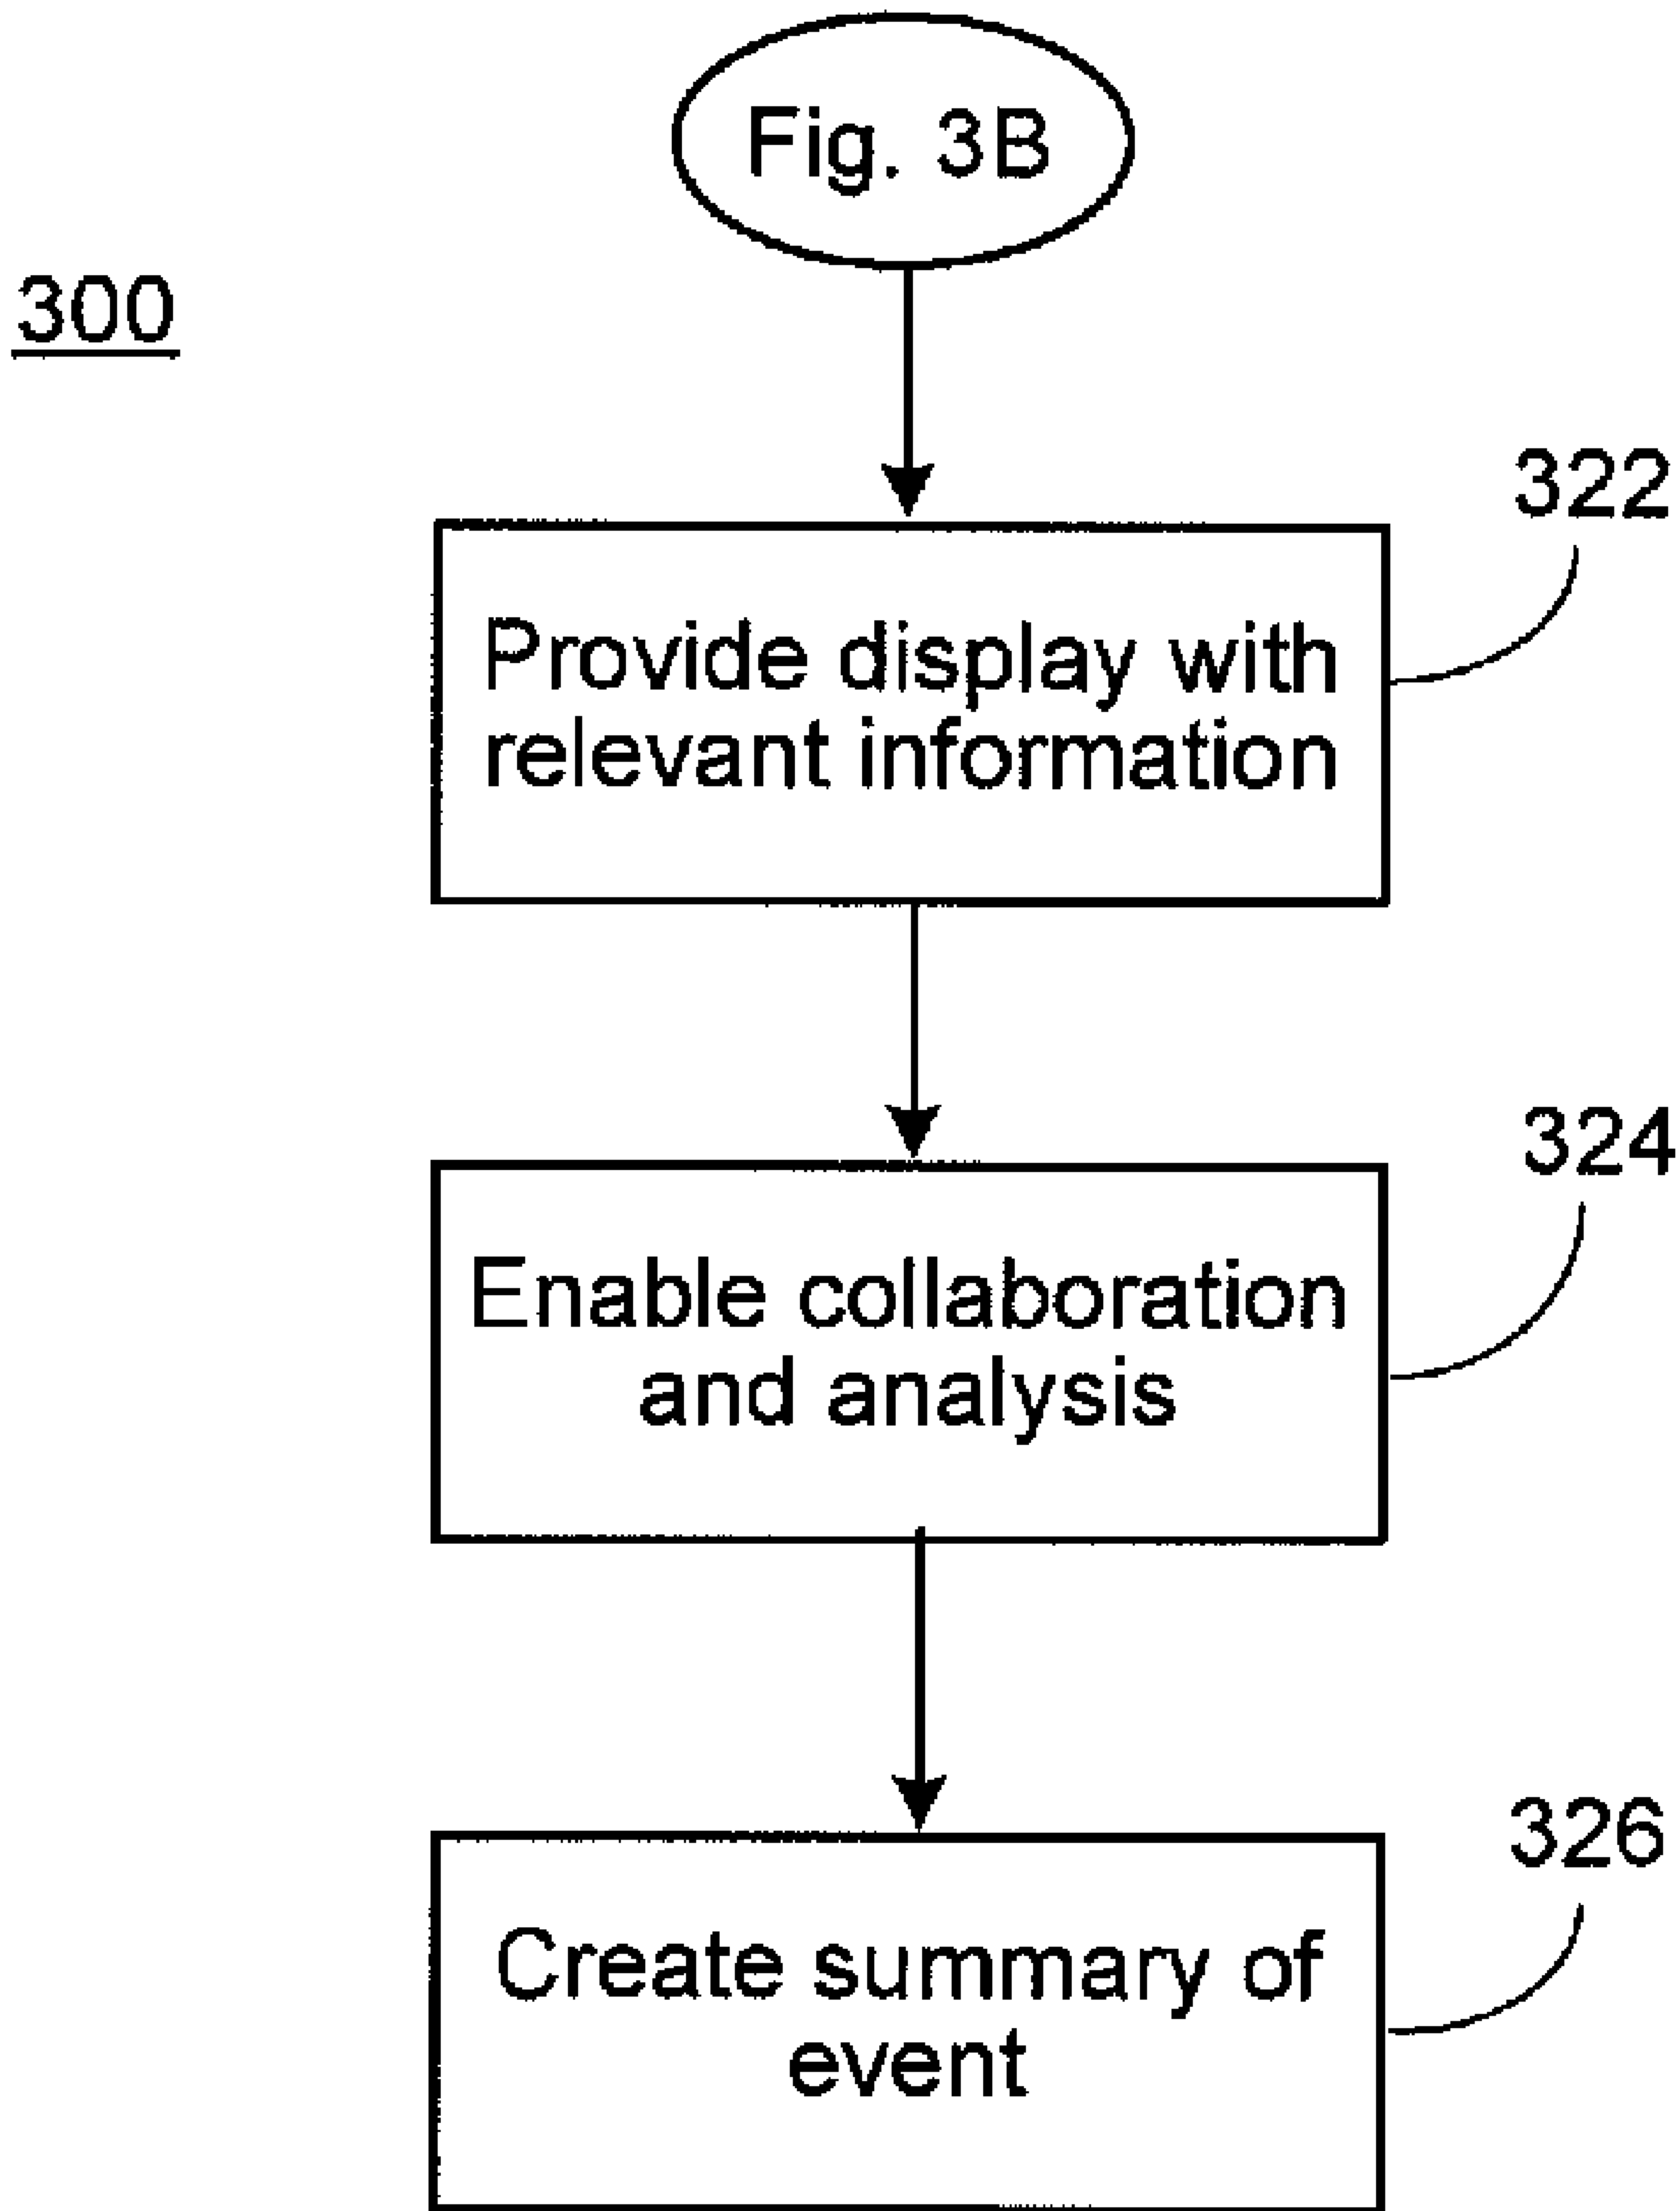 Fig. 3B
300
322
Provide display with
relevant information
324
Enable collaboration
and analysis
326
Create summary of
event